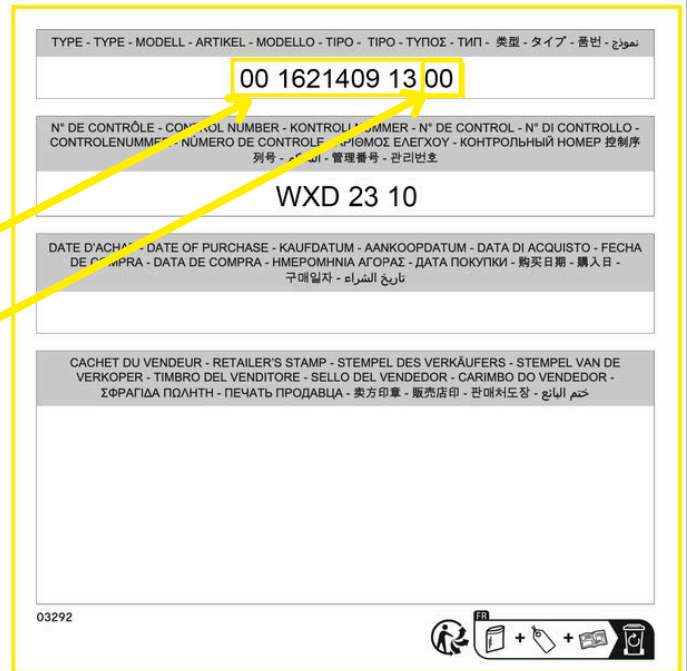 TYPE - TYPE - MODELL - ARTIKEL - MODELLO - TIPO - TIPO - ΤΥΠΟΣ - ТИП - 类型 - タイプ - 품번 - نموذج
00 1621409 13 00
N° DE CONTRÔLE - CONTROL NUMBER - KONTROLLNUMMER - N° DE CONTROL - N° DI CONTROLLO -
CONTROLENUMMER - NÚMERO DE CONTROLE - ΑΡΙΘΜΟΣ ΕΛΕΓΧΟΥ - КОНТРОЛЬНЫЙ НОМЕР 控制序
列号 - 管理番号 - 관리번호
WXD 23 10
DATE D'ACHAT - DATE OF PURCHASE - KAUFDATUM - AANKOOPDATUM - DATA DI ACQUISTO - FECHA
DE COMPRA - DATA DE COMPRA - ΗΜΕΡΟΜΗΝΙΑ ΑΓΟΡΑΣ - ДАТА ПОКУПКИ - 购买日期 - 購入日 -
구매일자 - تاريخ الشراء
CACHET DU VENDEUR - RETAILER'S STAMP - STEMPEL DES VERKÄUFERS - STEMPEL VAN DE
VERKOPER - TIMBRO DEL VENDITORE - SELLO DEL VENDEDOR - CARIMBO DO VENDEDOR -
ΣΦΡΑΓΙΔΑ ΠΩΛΗΤΗ - ПЕЧАТЬ ПРОДАВЦА - 卖方印章 - 販売店印 - 판매처도장 - ختم البائع
03292
FR